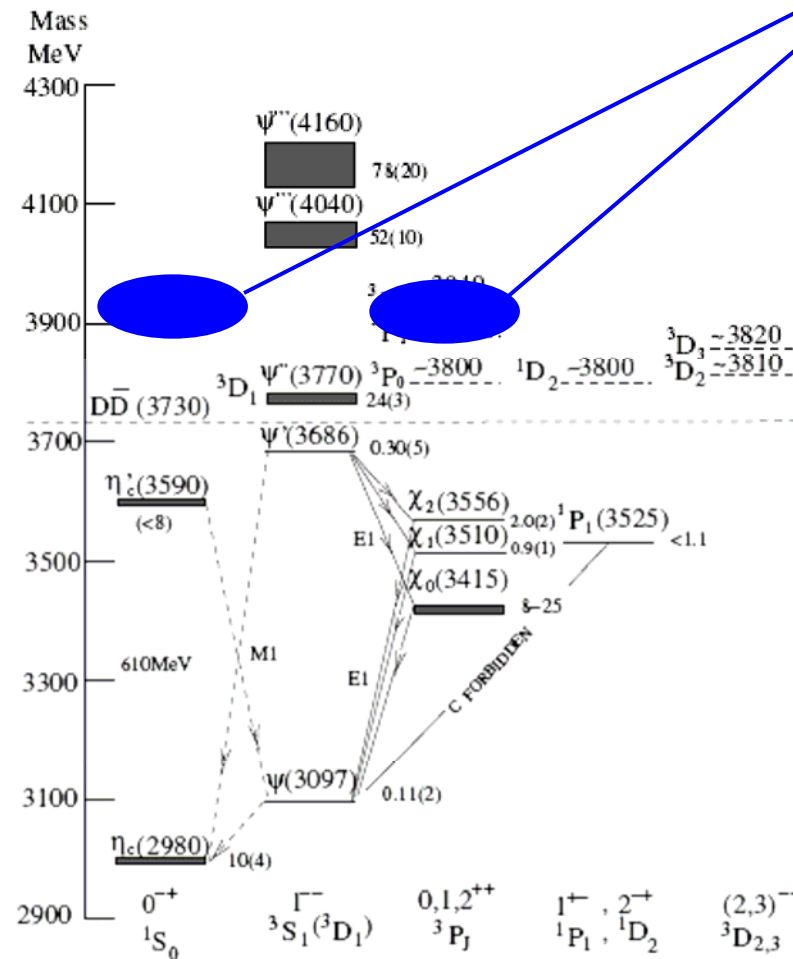 Mass
MeV
4300
ψ'''(4160)
78(20)
4100
ψ'''(4040)
52(10)
3
3900
³D₃ ~3820
³D₂ ~3810
³D₁
ψ''(3770)
24(3)
³P₀ ~3800
¹D₂ ~3800
DD̅ (3730)
3700
ψ'(3686)
0.30(5)
η'c(3590)
(<8)
χ₂(3556)
2.0(2)
¹P₁(3525)
<1.1
χ₁(3510)
0.9(1)
E1
3500
χ₀(3415)
8–25
610MeV
M1
E1
C FORBIDDEN
3300
ψ(3097)
0.11(2)
3100
ηc(2980)
10(4)
2900
0⁻⁺
1⁻⁻
0,1,2⁺⁺
1⁺⁻ , 2⁻⁺
(2,3)⁻
¹S₀
³S₁(³D₁)
³PJ
¹P₁ , ¹D₂
³D₂,₃